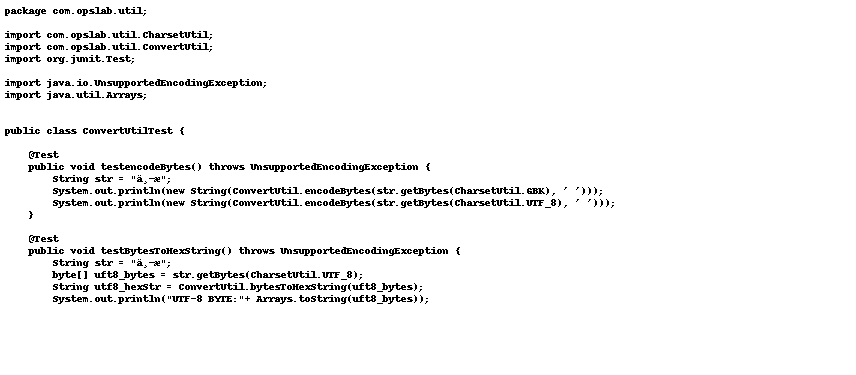 package com.opslab.util;
import com.opslab.util.CharsetUtil;
import com.opslab.util.ConvertUtil;
import org.junit.Test;
import java.io.UnsupportedEncodingException;
import java.util.Arrays;
public class ConvertUtilTest {
@Test
public void testencodeBytes() throws UnsupportedEncodingException {
String str = "ä¸-æ";
System.out.println(new String(ConvertUtil.encodeBytes(str.getBytes(CharsetUtil.GBK), ' ')));
System.out.println(new String(ConvertUtil.encodeBytes(str.getBytes(CharsetUtil.UTF_8), ' ')));
}
@Test
public void testBytesToHexString() throws UnsupportedEncodingException {
String str = "ä¸-æ";
byte[] uft8_bytes = str.getBytes(CharsetUtil.UTF_8);
String utf8_hexStr = ConvertUtil.bytesToHexString(uft8_bytes);
System.out.println("UTF-8 BYTE:"+ Arrays.toString(uft8_bytes));